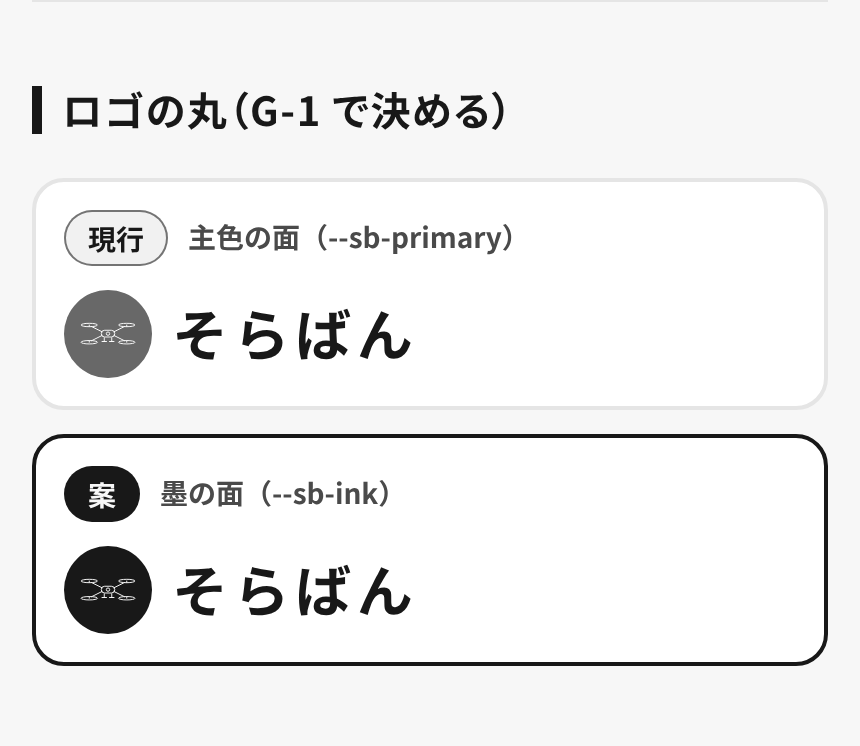 ロゴの丸（G-1 で決める）
現行 主色の面（--sb-primary）
そらばん
案 墨の面（--sb-ink）
そらばん